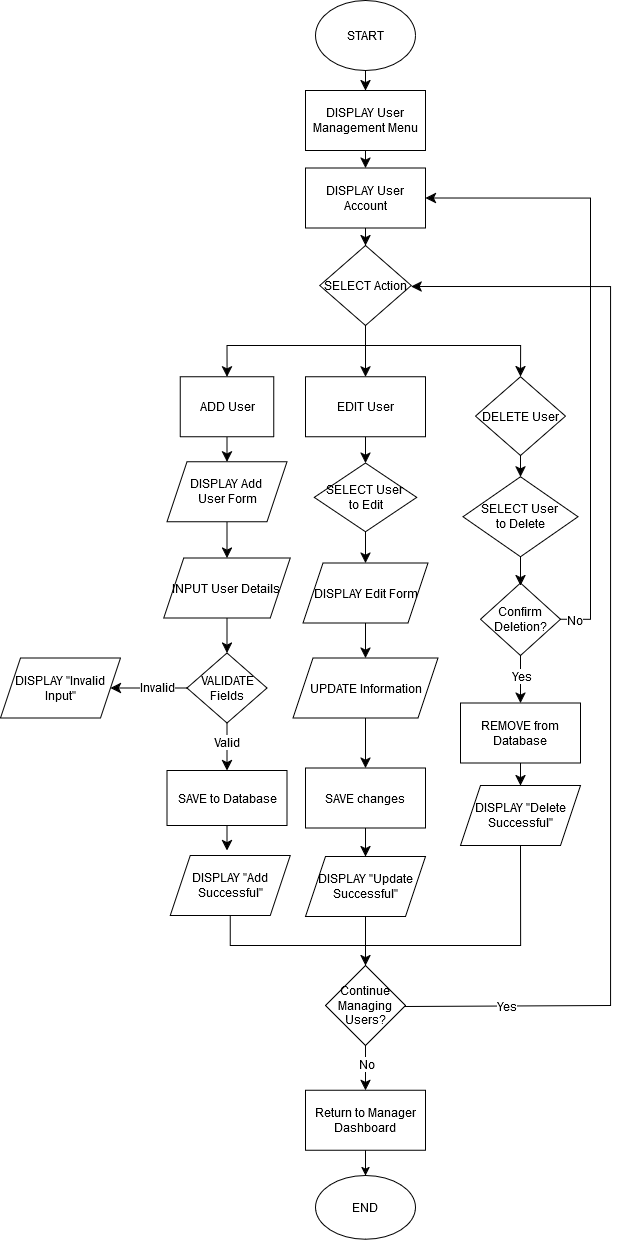 START
DISPLAY User
Management Menu
DISPLAY User
Account
SELECT Action
ADD User
EDIT User
DELETE User
DISPLAY Add
User Form
SELECT User
to Edit
SELECT User
to Delete
INPUT User Details
DISPLAY Edit Form
Confirm
Deletion?
No
Yes
DISPLAY "Invalid
Input"
Invalid
VALIDATE
Fields
UPDATE Information
REMOVE from
Database
Valid
SAVE to Database
SAVE changes
DISPLAY "Delete
Successful"
DISPLAY "Add
Successful"
DISPLAY "Update
Successful"
Continue
Managing
Users?
Yes
No
Return to Manager
Dashboard
END